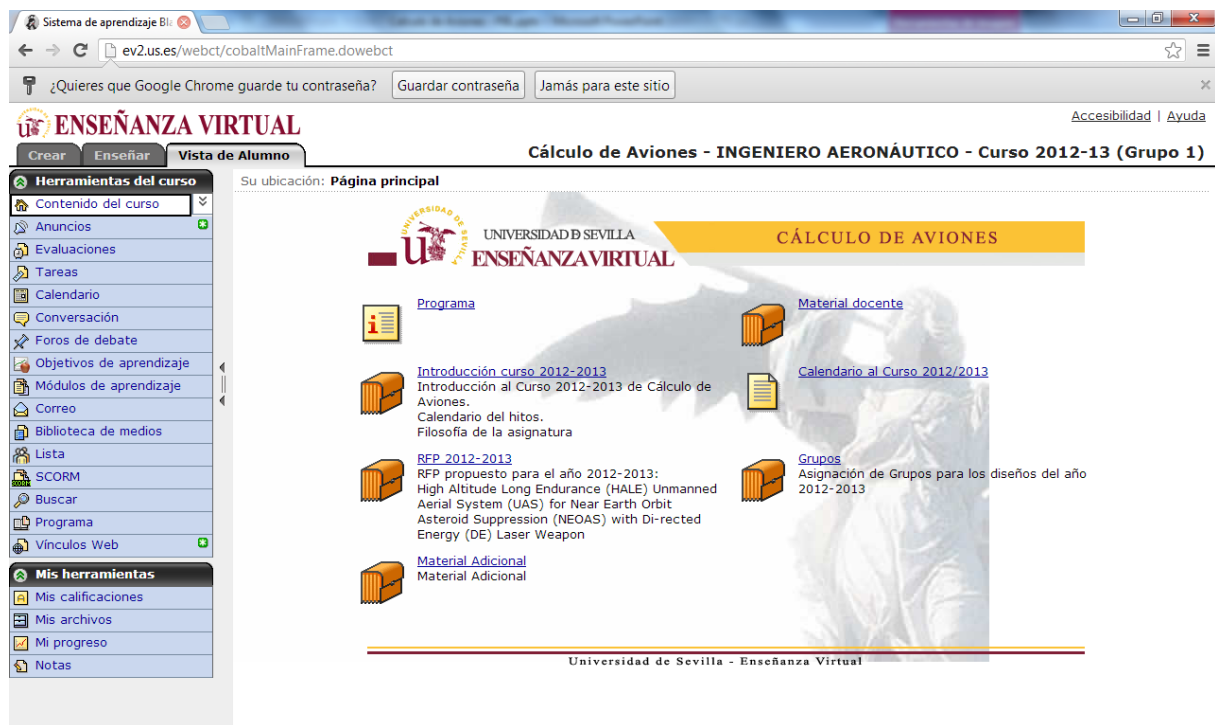 Sistema de aprendizaje Bl
ev2.us.es/webct/cobaltMainFrame.dowebct
¿Quieres que Google Chrome guarde tu contraseña? Guardar contraseña Jamás para este sitio
Accesibilidad | Ayuda
ENSEÑANZA VIRTUAL
Crear Enseñar Vista de Alumno
Cálculo de Aviones - INGENIERO AERONÁUTICO - Curso 2012-13 (Grupo 1)
Herramientas del curso
Contenido del curso
Anuncios
Evaluaciones
Tareas
Calendario
Conversación
Foros de debate
Objetivos de aprendizaje
Módulos de aprendizaje
Correo
Biblioteca de medios
Lista
SCORM
Buscar
Programa
Vínculos Web
Mis herramientas
Mis calificaciones
Mis archivos
Mi progreso
Notas
Su ubicación: Página principal
UNIVERSIDAD DE SEVILLA
ENSEÑANZA VIRTUAL
CÁLCULO DE AVIONES
Programa
Material docente
Introducción curso 2012-2013
Introducción al Curso 2012-2013 de Cálculo de
Aviones.
Calendario del hitos.
Filosofía de la asignatura
Calendario al Curso 2012/2013
RFP 2012-2013
RFP propuesto para el año 2012-2013:
High Altitude Long Endurance (HALE) Unmanned
Aerial System (UAS) for Near Earth Orbit
Asteroid Suppression (NEOAS) with Di-rected
Energy (DE) Laser Weapon
Grupos
Asignación de Grupos para los diseños del año
2012-2013
Material Adicional
Material Adicional
Universidad de Sevilla - Enseñanza Virtual